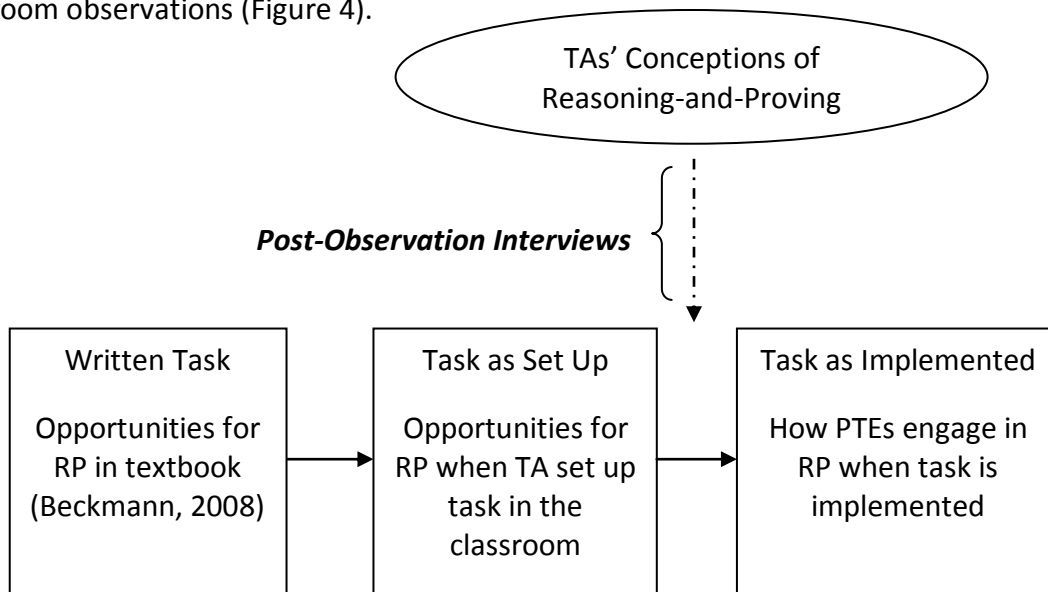 room observations (Figure 4).
TAs’ Conceptions of
Reasoning-and-Proving
Post-Observation Interviews
Written Task
Opportunities for
RP in textbook
(Beckmann, 2008)
Task as Set Up
Opportunities for
RP when TA set up
task in the
classroom
Task as Implemented
How PTEs engage in
RP when task is
implemented